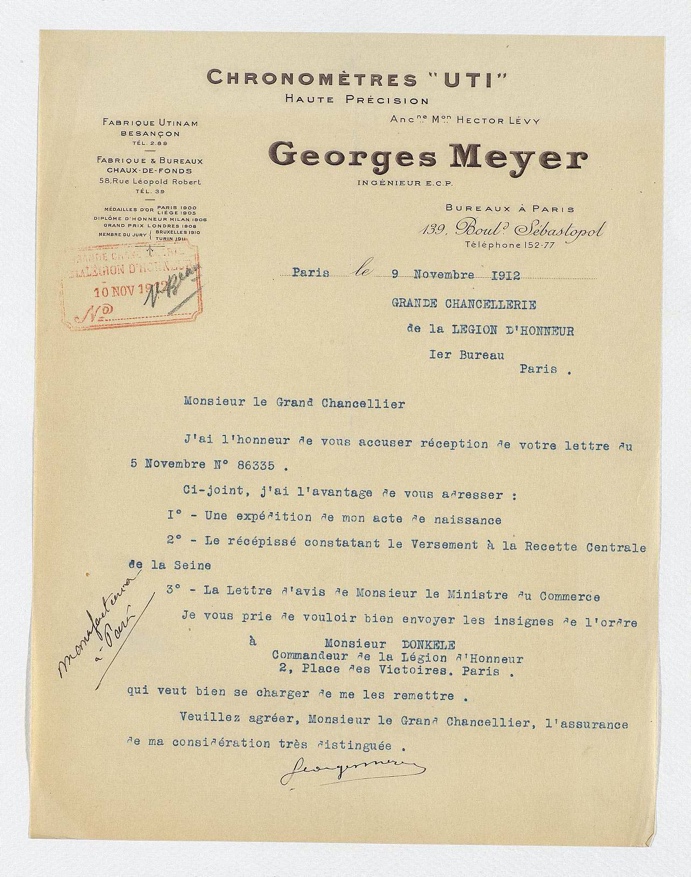 CHRONOMÈTRES "UTI"
HAUTE PRÉCISION
Ancne Mon HECTOR LÉVY
Georges Meyer
INGÉNIEUR E.C.P.
FABRIQUE UTINAM
BESANÇON
TÉL. 2.69
FABRIQUE & BUREAUX
CHAUX-DE-FONDS
58, Rue Léopold Robert
TÉL. 39
MÉDAILLES D'OR PARIS 1900
LIÈGE 1905
DIPLÔME D'HONNEUR MILAN 1906
GRAND PRIX LONDRES 1908
MEMBRE DU JURY BRUXELLES 1910
TURIN 1911
BUREAUX À PARIS
139, Boulד Sébastopol
Téléphone 152-77
LÉGION D'HONNEUR
10 NOV 1912
No
Paris le 9 Novembre 1912
GRANDE CHANCELLERIE
de la LEGION D'HONNEUR
Ier Bureau
Paris .
Monsieur le Grand Chancellier
J'ai l'honneur de vous accuser réception de votre lettre du
5 Novembre N° 86335 .
Ci-joint, j'ai l'avantage de vous adresser :
I° - Une expédition de mon acte de naissance
2° - Le récépissé constatant le Versement à la Recette Centrale
de la Seine
3° - La Lettre d'avis de Monsieur le Ministre du Commerce
Je vous prie de vouloir bien envoyer les insignes de l'ordre
à Monsieur DONKELE
Commandeur de la Légion d'Honneur
2, Place des Victoires. Paris .
qui veut bien se charger de me les remettre .
Veuillez agréer, Monsieur le Grand Chancellier, l'assurance
de ma considération très distinguée .
Georges Meyer
manufacturier
à Paris